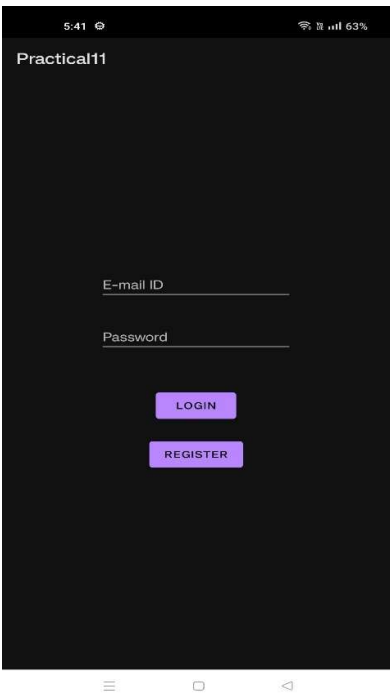 5:41 63%
Practical11
E-mail ID
Password
LOGIN
REGISTER